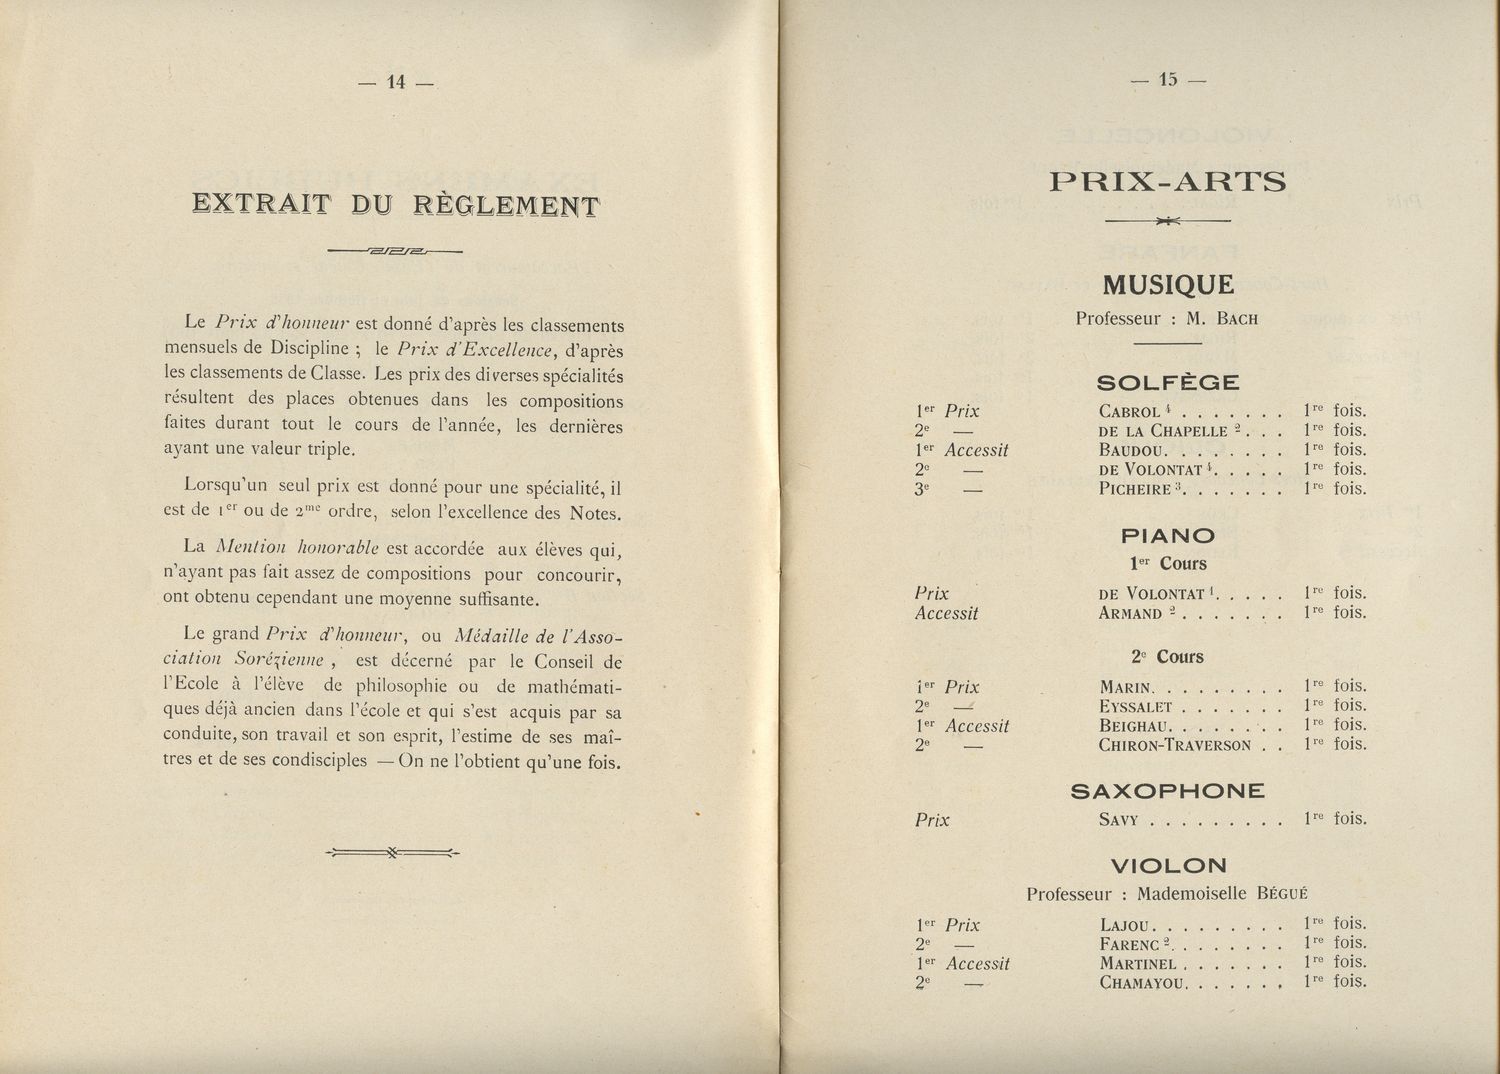 — 14 —
EXTRAIT DU RÈGLEMENT
Le Prix d'honneur est donné d'après les classements
mensuels de Discipline ; le Prix d'Excellence, d'après
les classements de Classe. Les prix des diverses spécialités
résultent des places obtenues dans les compositions
faites durant tout le cours de l'année, les dernières
ayant une valeur triple.
Lorsqu'un seul prix est donné pour une spécialité, il
est de 1er ou de 2me ordre, selon l'excellence des Notes.
La Mention honorable est accordée aux élèves qui,
n'ayant pas fait assez de compositions pour concourir,
ont obtenu cependant une moyenne suffisante.
Le grand Prix d'honneur, ou Médaille de l'Asso-
ciation Sorézienne , est décerné par le Conseil de
l'Ecole à l'élève de philosophie ou de mathémati-
ques déjà ancien dans l'école et qui s'est acquis par sa
conduite, son travail et son esprit, l'estime de ses maî-
tres et de ses condisciples — On ne l'obtient qu'une fois.
— 15 —
PRIX-ARTS
MUSIQUE
Professeur : M. BACH
SOLFÈGE
1er Prix CABROL 4 . . . . . . . 1re fois.
2e — DE LA CHAPELLE 2 . . . 1re fois.
1er Accessit BAUDOU. . . . . . . . 1re fois.
2e — DE VOLONTAT 4. . . . . 1re fois.
3e — PICHEIRE 3. . . . . . . 1re fois.
PIANO
1er Cours
Prix DE VOLONTAT 1. . . . . 1re fois.
Accessit ARMAND 2 . . . . . . . 1re fois.
2e Cours
1er Prix MARIN. . . . . . . . . 1re fois.
2e — EYSSALET . . . . . . . 1re fois.
1er Accessit BEIGHAU. . . . . . . . 1re fois.
2e — CHIRON-TRAVERSON . . 1re fois.
SAXOPHONE
Prix SAVY . . . . . . . . . 1re fois.
VIOLON
Professeur : Mademoiselle BÉGUÉ
1er Prix LAJOU. . . . . . . . . 1re fois.
2e — FARENC 2. . . . . . . . 1re fois.
1er Accessit MARTINEL . . . . . . . 1re fois.
2e — CHAMAYOU. . . . . . . 1re fois.